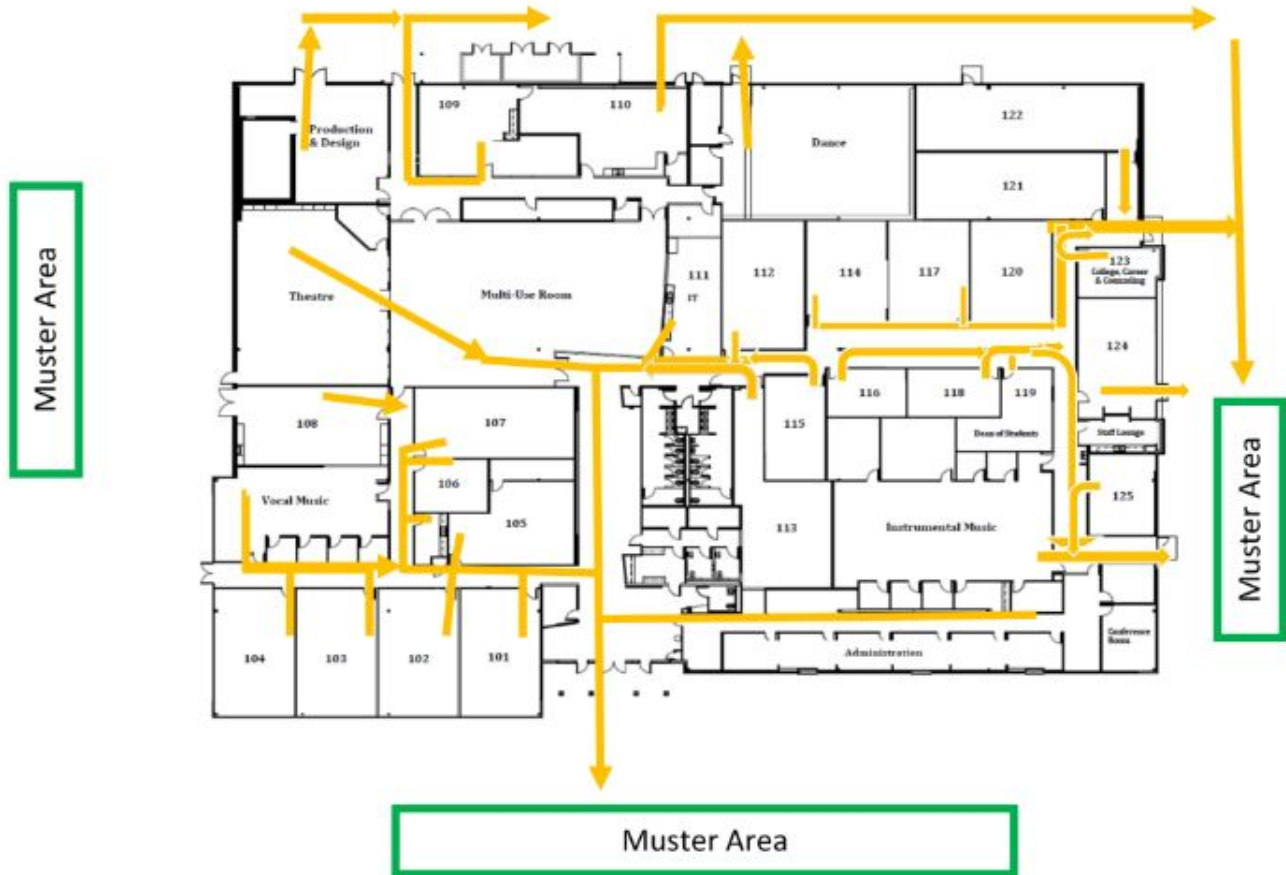 109
110
Production
& Design
Dance
122
121
Muster Area
Theatre
Multi-Use Room
111
IT
112
114
117
120
123
College, Career
& Counseling
124
108
107
115
116
118
119
Dean of Students
Staff Lounge
Muster Area
106
105
Vocal Music
113
Instrumental Music
125
104
103
102
101
Administration
Conference
Room
Muster Area